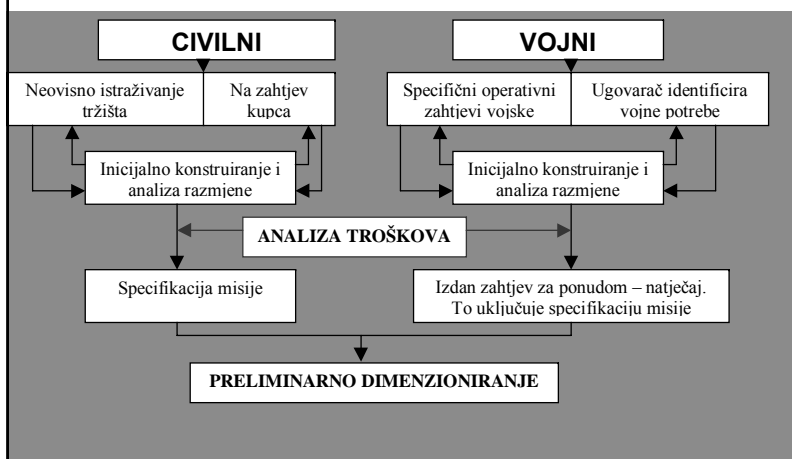 CIVILNI
VOJNI
Neovisno istraživanje
tržišta
Na zahtjev
kupca
Specifični operativni
zahtjevi vojske
Ugovarač identificira
vojne potrebe
Inicijalno konstruiranje i
analiza razmjene
Inicijalno konstruiranje i
analiza razmjene
ANALIZA TROŠKOVA
Specifikacija misije
Izdan zahtjev za ponudom – natječaj.
To uključuje specifikaciju misije
PRELIMINARNO DIMENZIONIRANJE